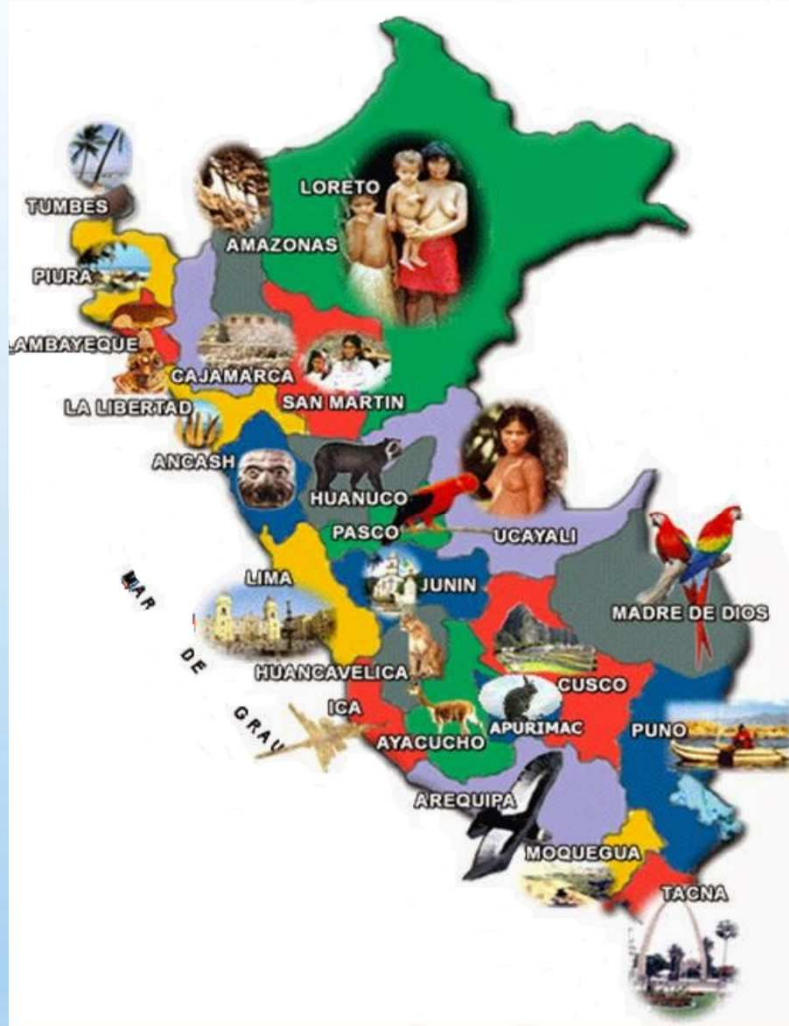 LORETO
TUMBES
AMAZONAS
PIURA
LAMBAYEQUE
CAJAMARCA
SAN MARTIN
LA LIBERTAD
ANCASH
HUANUCO
PASCO
UCAYALI
LIMA
JUNIN
MADRE DE DIOS
MAR DE GRAU
HUANCAVELICA
CUSCO
ICA
APURIMAC
PUNO
AYACUCHO
AREQUIPA
MOQUEGUA
TACNA